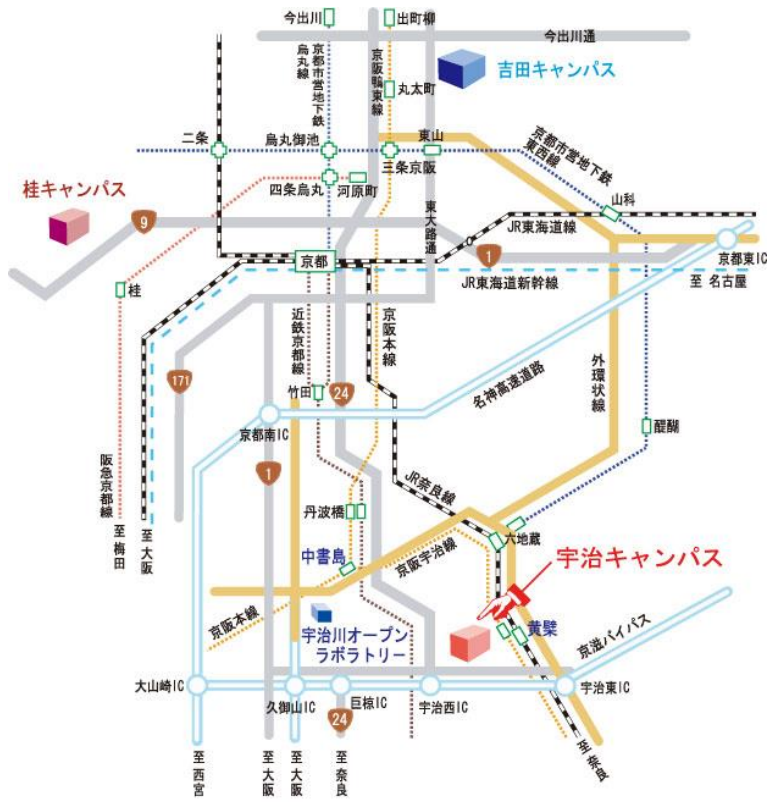 今出川
出町柳
今出川通
京都市営地下鉄
烏丸線
京阪鴨東線
吉田キャンパス
丸太町
二条
烏丸御池
東山
三条京阪
京都市営地下鉄
東西線
四条烏丸
河原町
桂キャンパス
山科
9
東大路通
JR東海道線
1
京都
京都東IC
JR東海道新幹線
至 名古屋
桂
近鉄京都線
京阪本線
外環状線
171
竹田
24
名神高速道路
京都南IC
醍醐
阪急京都線
1
JR奈良線
至梅田
至大阪
丹波橋
六地蔵
中書島
京阪宇治線
宇治キャンパス
京阪本線
宇治川オープン
ラボラトリー
黄檗
京滋バイパス
大山崎IC
久御山IC
巨椋IC
宇治西IC
宇治東IC
24
至西宮
至大阪
至大阪
至奈良
至奈良